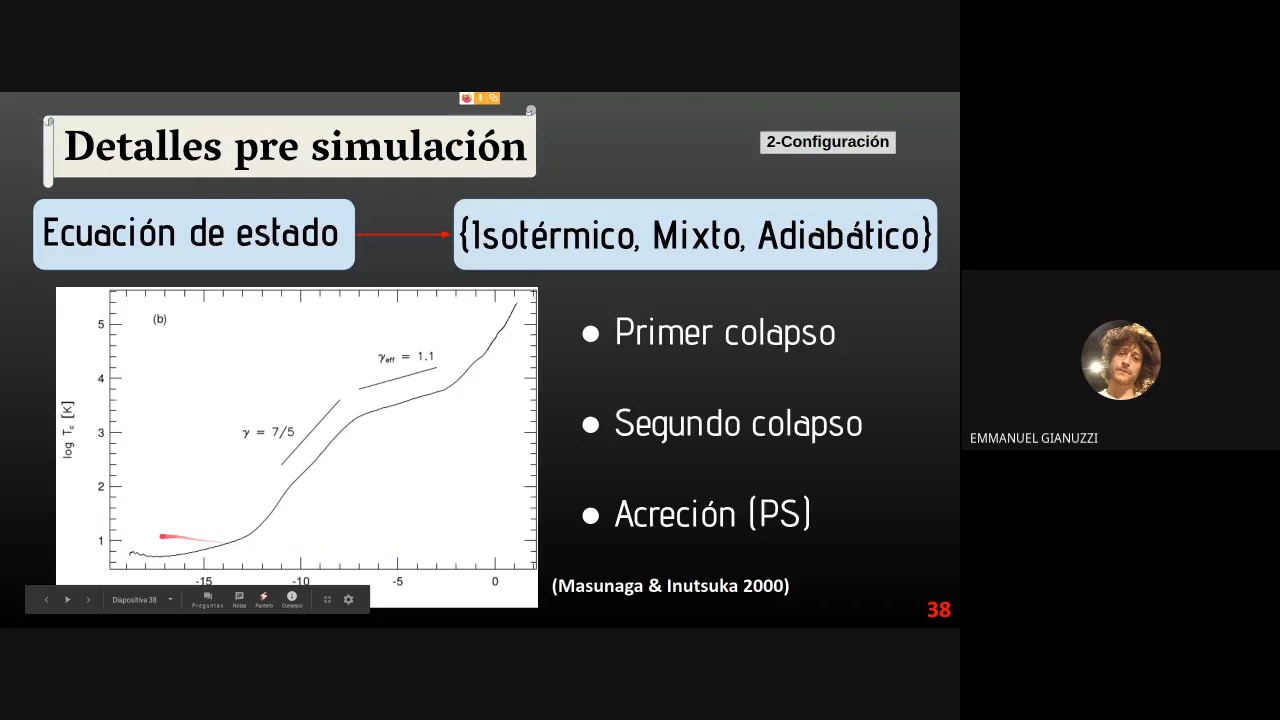 Detalles pre simulación
2-Configuración
Ecuación de estado
{Isotérmico, Mixto, Adiabático}
(b)
5
4
3
2
1
log Tc [K]
γeff = 1.1
γ = 7/5
-15
-10
-5
0
● Primer colapso
● Segundo colapso
● Acreción (PS)
(Masunaga & Inutsuka 2000)
38
Diapositiva 38
Preguntas
Notas
Puntero
Consejos
EMMANUEL GIANUZZI